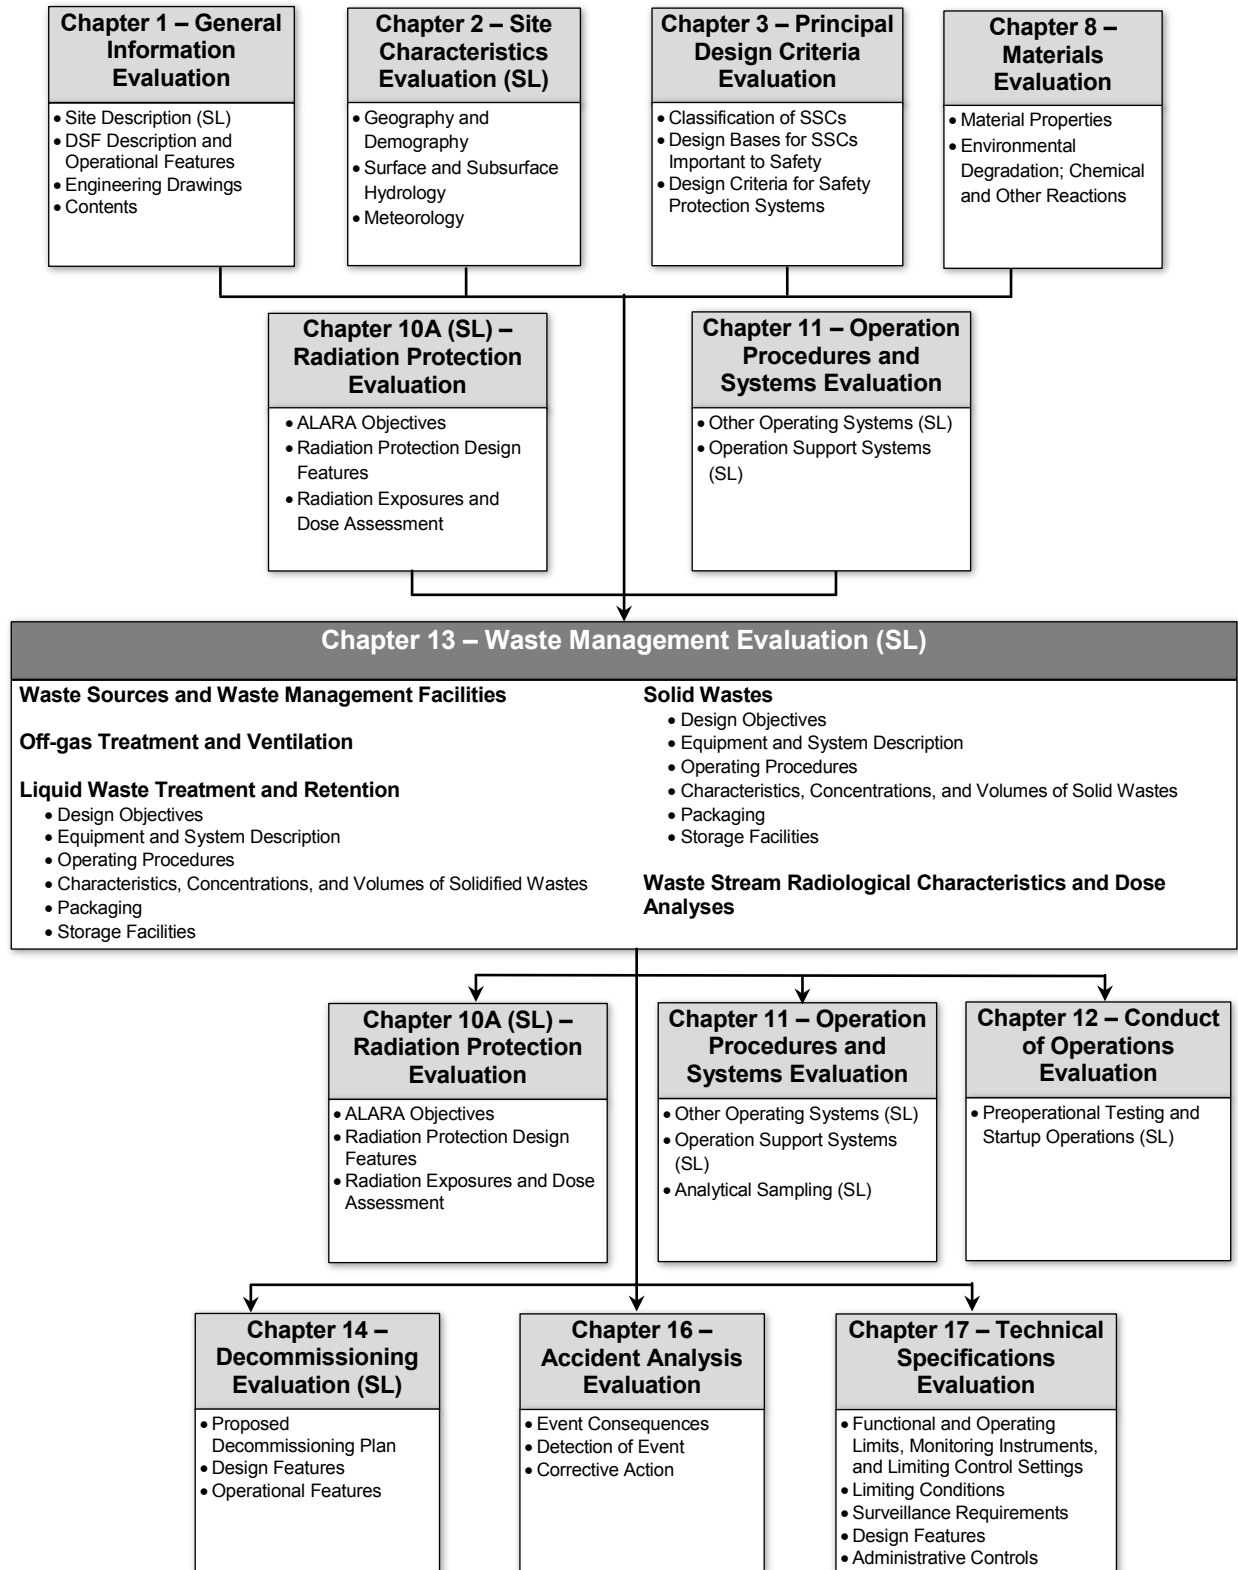 Chapter 1 – General
Information
Evaluation
• Site Description (SL)
• DSF Description and
Operational Features
• Engineering Drawings
• Contents
Chapter 2 – Site
Characteristics
Evaluation (SL)
• Geography and
Demography
• Surface and Subsurface
Hydrology
• Meteorology
Chapter 3 – Principal
Design Criteria
Evaluation
• Classification of SSCs
• Design Bases for SSCs
Important to Safety
• Design Criteria for Safety
Protection Systems
Chapter 8 –
Materials
Evaluation
• Material Properties
• Environmental
Degradation; Chemical
and Other Reactions
Chapter 10A (SL) –
Radiation Protection
Evaluation
• ALARA Objectives
• Radiation Protection Design
Features
• Radiation Exposures and
Dose Assessment
Chapter 11 – Operation
Procedures and
Systems Evaluation
• Other Operating Systems (SL)
• Operation Support Systems
(SL)
Chapter 13 – Waste Management Evaluation (SL)
Waste Sources and Waste Management Facilities
Off-gas Treatment and Ventilation
Liquid Waste Treatment and Retention
• Design Objectives
• Equipment and System Description
• Operating Procedures
• Characteristics, Concentrations, and Volumes of Solidified Wastes
• Packaging
• Storage Facilities
Solid Wastes
• Design Objectives
• Equipment and System Description
• Operating Procedures
• Characteristics, Concentrations, and Volumes of Solid Wastes
• Packaging
• Storage Facilities
Waste Stream Radiological Characteristics and Dose
Analyses
Chapter 10A (SL) –
Radiation Protection
Evaluation
• ALARA Objectives
• Radiation Protection Design
Features
• Radiation Exposures and Dose
Assessment
Chapter 11 – Operation
Procedures and
Systems Evaluation
• Other Operating Systems (SL)
• Operation Support Systems
(SL)
• Analytical Sampling (SL)
Chapter 12 – Conduct
of Operations
Evaluation
• Preoperational Testing and
Startup Operations (SL)
Chapter 14 –
Decommissioning
Evaluation (SL)
• Proposed
Decommissioning Plan
• Design Features
• Operational Features
Chapter 16 –
Accident Analysis
Evaluation
• Event Consequences
• Detection of Event
• Corrective Action
Chapter 17 – Technical
Specifications
Evaluation
• Functional and Operating
Limits, Monitoring Instruments,
and Limiting Control Settings
• Limiting Conditions
• Surveillance Requirements
• Design Features
• Administrative Controls